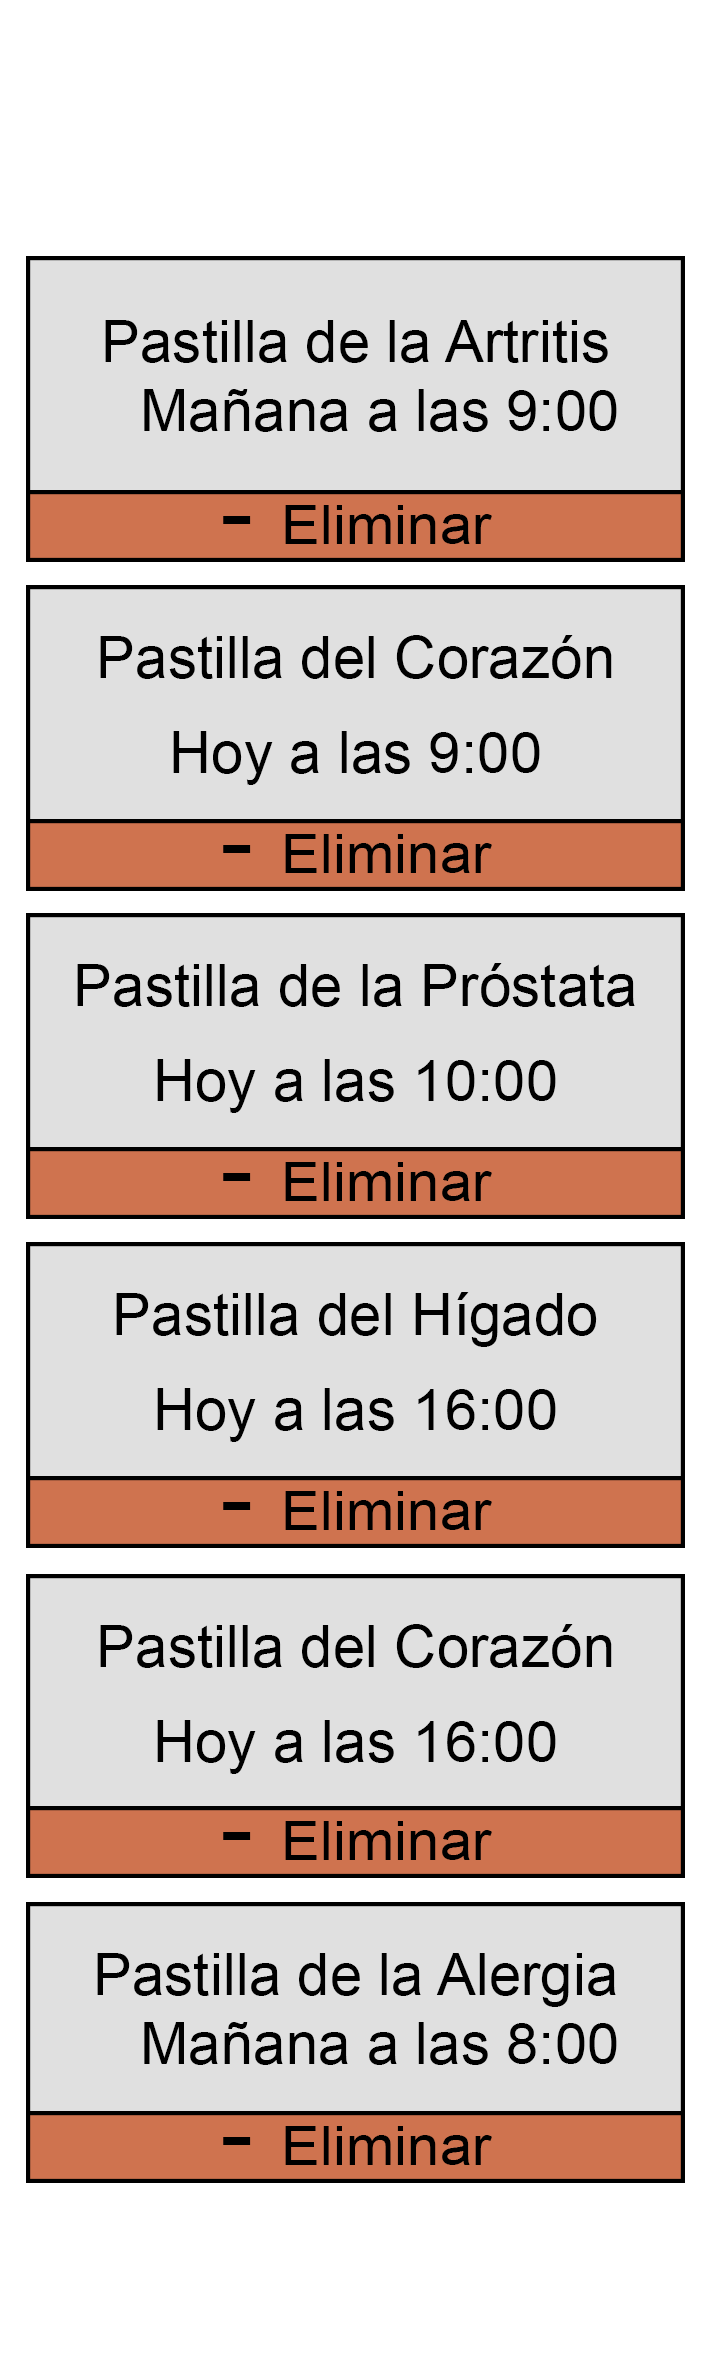 Pastilla de la Artritis
Mañana a las 9:00
- Eliminar
Pastilla del Corazón
Hoy a las 9:00
- Eliminar
Pastilla de la Próstata
Hoy a las 10:00
- Eliminar
Pastilla del Hígado
Hoy a las 16:00
- Eliminar
Pastilla del Corazón
Hoy a las 16:00
- Eliminar
Pastilla de la Alergia
Mañana a las 8:00
- Eliminar